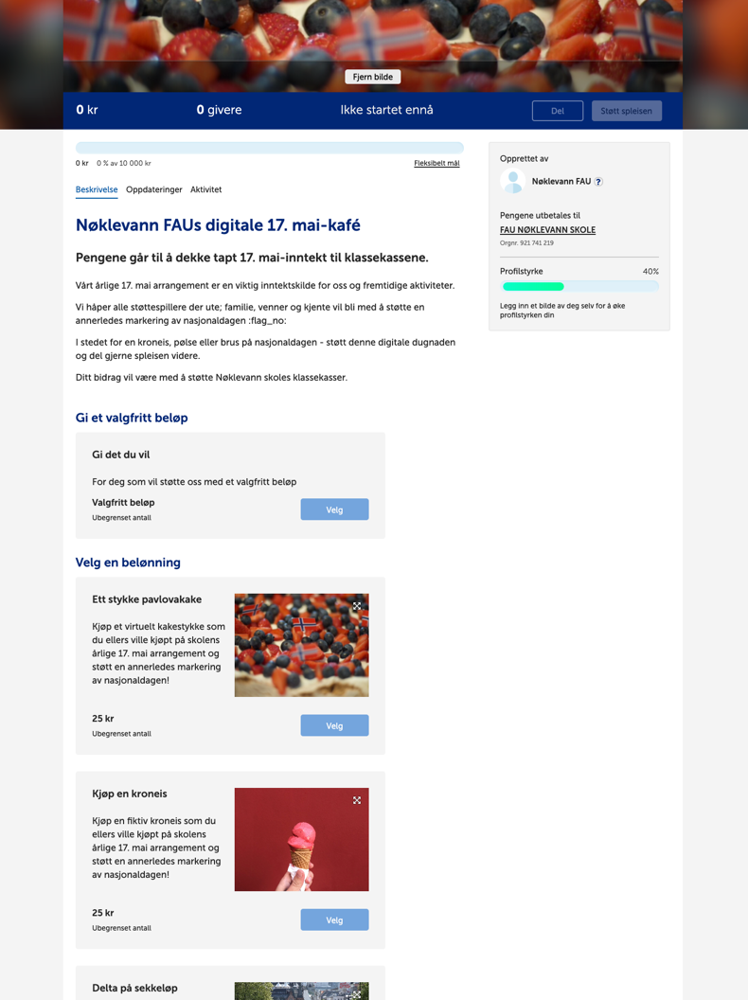 Fjern bilde
0 kr
0 givere
Ikke startet ennå
Del
Støtt spleisen
0 kr 0 % av 10 000 kr
Fleksibelt mål
Beskrivelse
Oppdateringer
Aktivitet
Nøklevann FAUs digitale 17. mai-kafé
Pengene går til å dekke tapt 17. mai-inntekt til klassekassene.
Vårt årlige 17. mai arrangement er en viktig inntektskilde for oss og fremtidige aktiviteter.
Vi håper alle støttespillere der ute; familie, venner og kjente vil bli med å støtte en
annerledes markering av nasjonaldagen :flag_no:
I stedet for en kroneis, pølse eller brus på nasjonaldagen - støtt denne digitale dugnaden
og del gjerne spleisen videre.
Ditt bidrag vil være med å støtte Nøklevann skoles klassekasser.
Opprettet av
Nøklevann FAU ?
Pengene utbetales til
FAU NØKLEVANN SKOLE
Orgnr. 921 741 219
Profilstyrke
40%
Legg inn et bilde av deg selv for å øke
profilstyrken din
Gi et valgfritt beløp
Gi det du vil
For deg som vil støtte oss med et valgfritt beløp
Valgfritt beløp
Ubegrenset antall
Velg
Velg en belønning
Ett stykke pavlovakake
Kjøp et virtuelt kakestykke som
du ellers ville kjøpt på skolens
årlige 17. mai arrangement og
støtt en annerledes markering
av nasjonaldagen!
25 kr
Ubegrenset antall
Velg
Kjøp en kroneis
Kjøp en fiktiv kroneis som du
ellers ville kjøpt på skolens
årlige 17. mai arrangement og
støtt en annerledes markering
av nasjonaldagen!
25 kr
Ubegrenset antall
Velg
Delta på sekkeløp